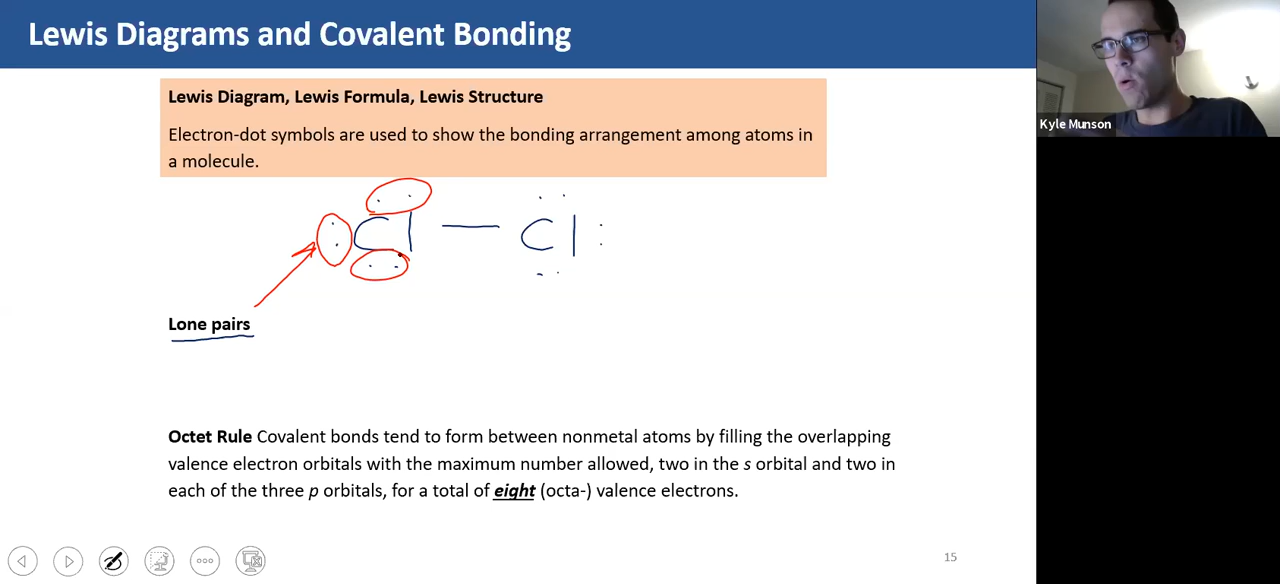 Lewis Diagrams and Covalent Bonding
Kyle Munson
Lewis Diagram, Lewis Formula, Lewis Structure
Electron-dot symbols are used to show the bonding arrangement among atoms in
a molecule.
Cl — Cl
Lone pairs
Octet Rule Covalent bonds tend to form between nonmetal atoms by filling the overlapping
valence electron orbitals with the maximum number allowed, two in the s orbital and two in
each of the three p orbitals, for a total of eight (octa-) valence electrons.
15